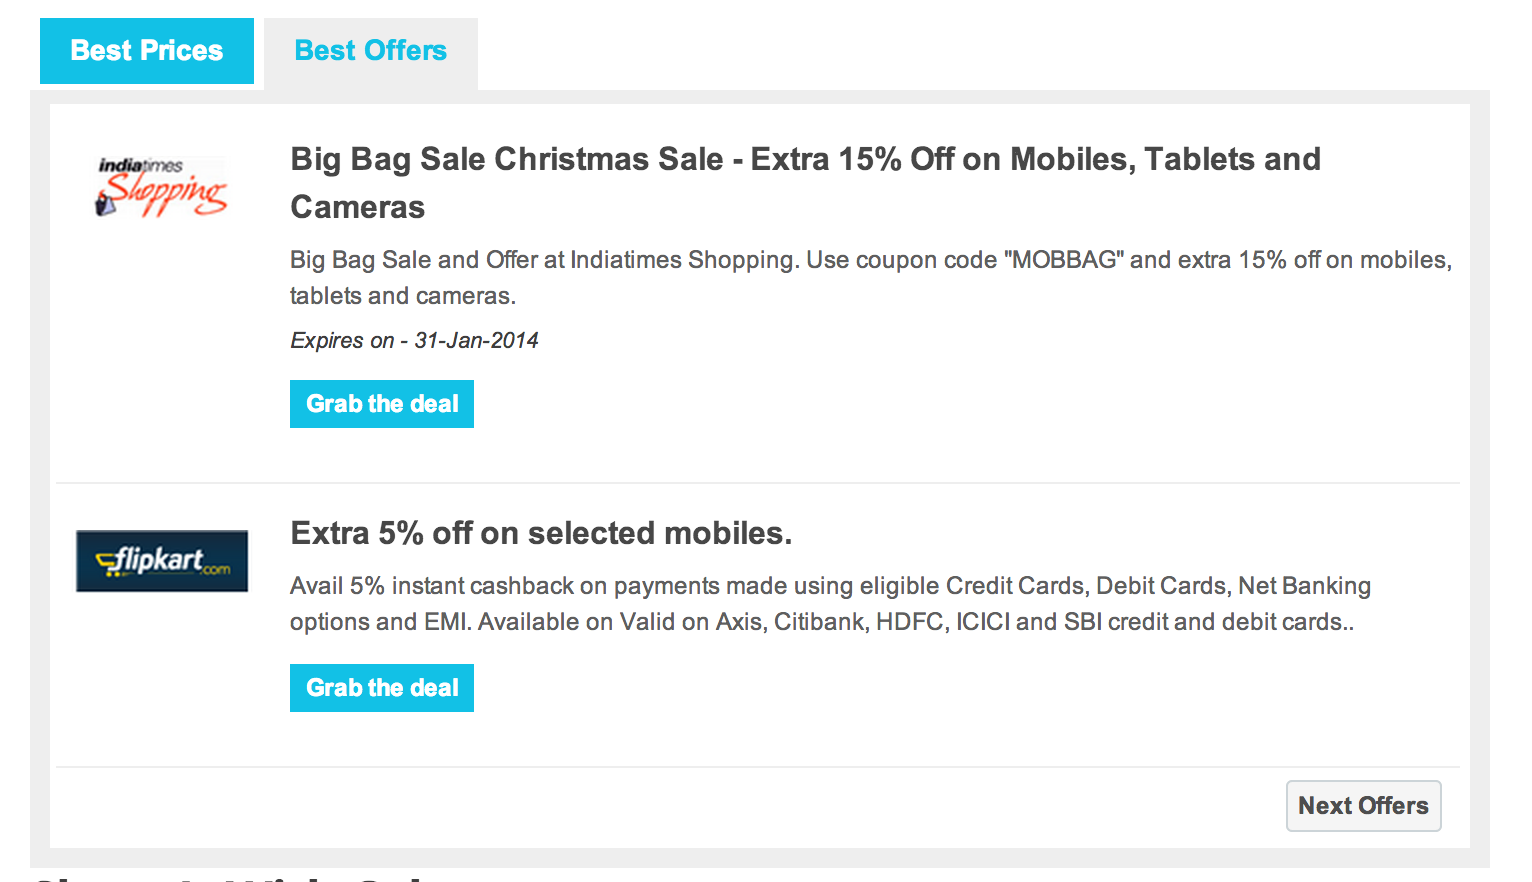 Best Prices
Best Offers
indiatimes
Shopping
Big Bag Sale Christmas Sale - Extra 15% Off on Mobiles, Tablets and
Cameras
Big Bag Sale and Offer at Indiatimes Shopping. Use coupon code "MOBBAG" and extra 15% off on mobiles,
tablets and cameras.
Expires on - 31-Jan-2014
Grab the deal
flipkart.com
Extra 5% off on selected mobiles.
Avail 5% instant cashback on payments made using eligible Credit Cards, Debit Cards, Net Banking
options and EMI. Available on Valid on Axis, Citibank, HDFC, ICICI and SBI credit and debit cards..
Grab the deal
Next Offers